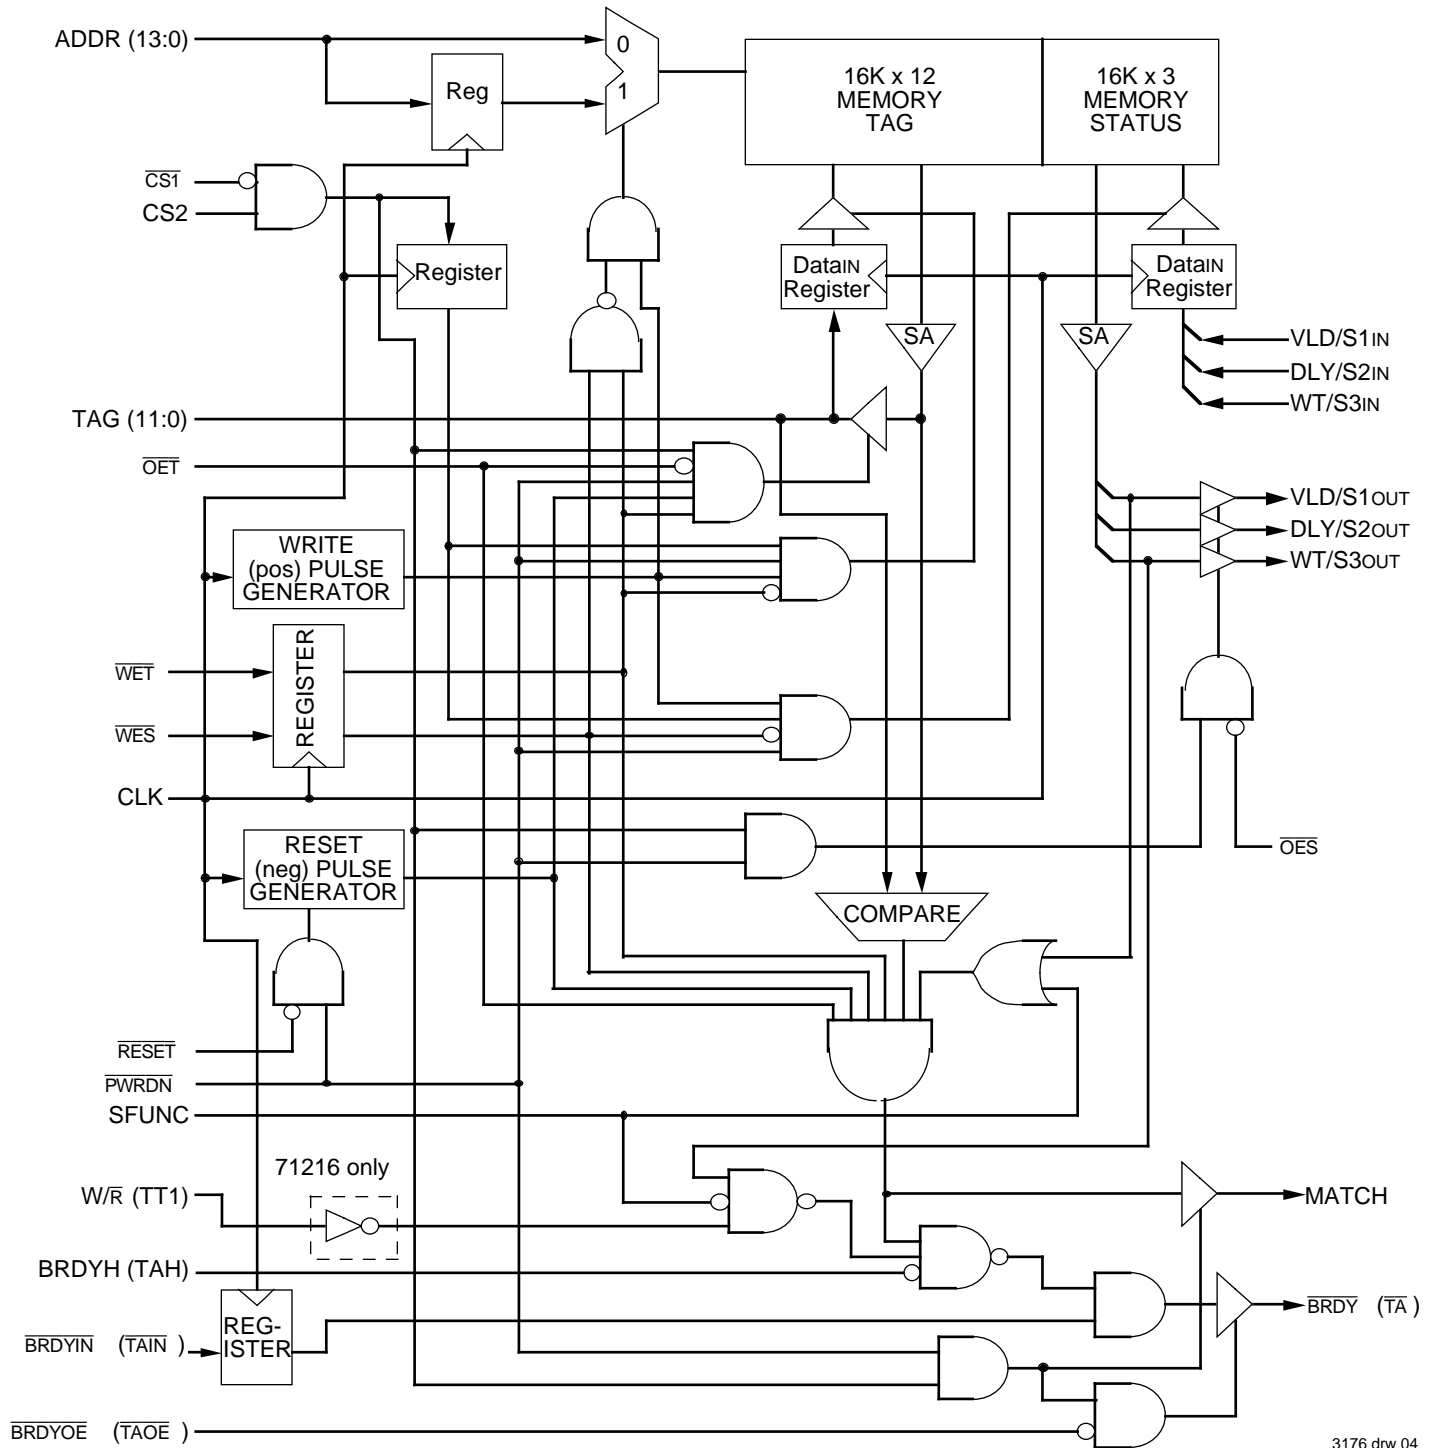 ADDR (13:0)
0
1
Reg
16K x 12
MEMORY
TAG
16K x 3
MEMORY
STATUS
CS1
CS2
Register
DataIN
Register
DataIN
Register
SA
SA
VLD/S1IN
DLY/S2IN
WT/S3IN
TAG (11:0)
OET
VLD/S1OUT
DLY/S2OUT
WT/S3OUT
WRITE
(pos) PULSE
GENERATOR
REGISTER
WET
WES
CLK
RESET
(neg) PULSE
GENERATOR
OES
COMPARE
RESET
PWRDN
SFUNC
71216 only
W/R (TT1)
MATCH
BRDYH (TAH)
BRDY (TA)
REG-
ISTER
BRDYIN (TAIN)
BRDYOE (TAOE)
3176 drw 04